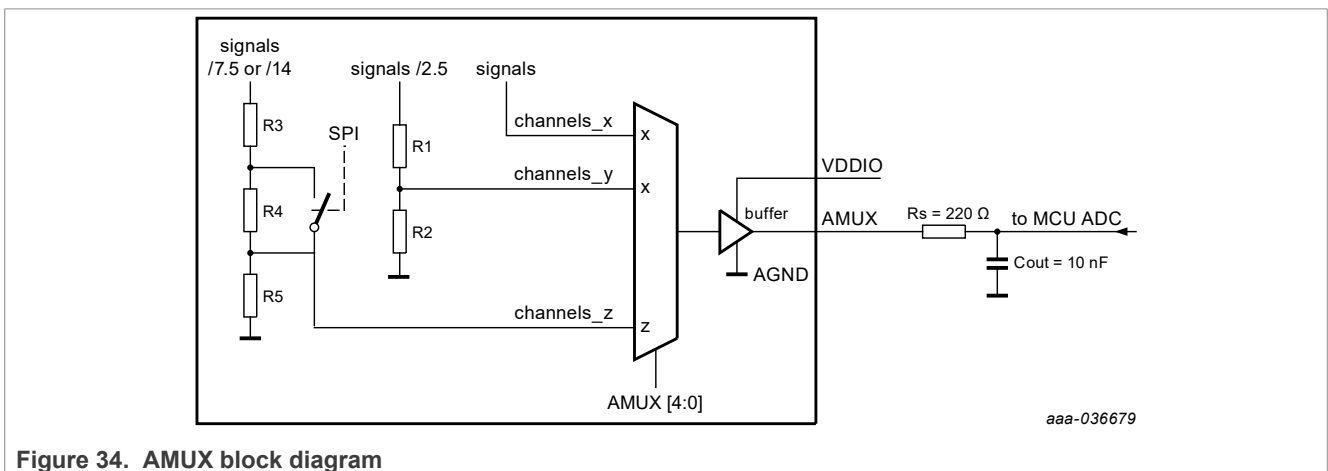 signals
/7.5 or /14
signals /2.5
signals
R3
SPI
R1
channels_x
x
channels_y
x
R4
R2
R5
channels_z
z
buffer
VDDIO
AMUX
AGND
Rs = 220 Ω
to MCU ADC
Cout = 10 nF
AMUX [4:0]
aaa-036679
Figure 34. AMUX block diagram